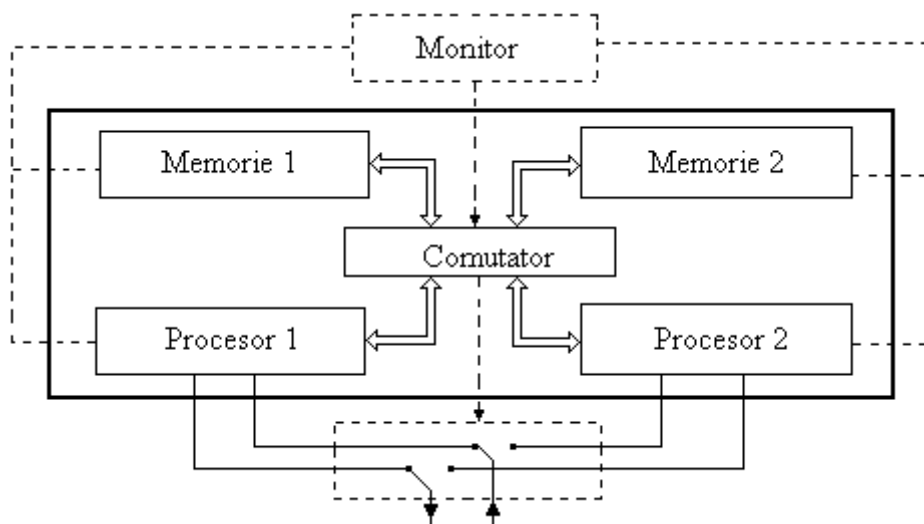 Monitor
Memorie 1
Memorie 2
Comutator
Procesor 1
Procesor 2